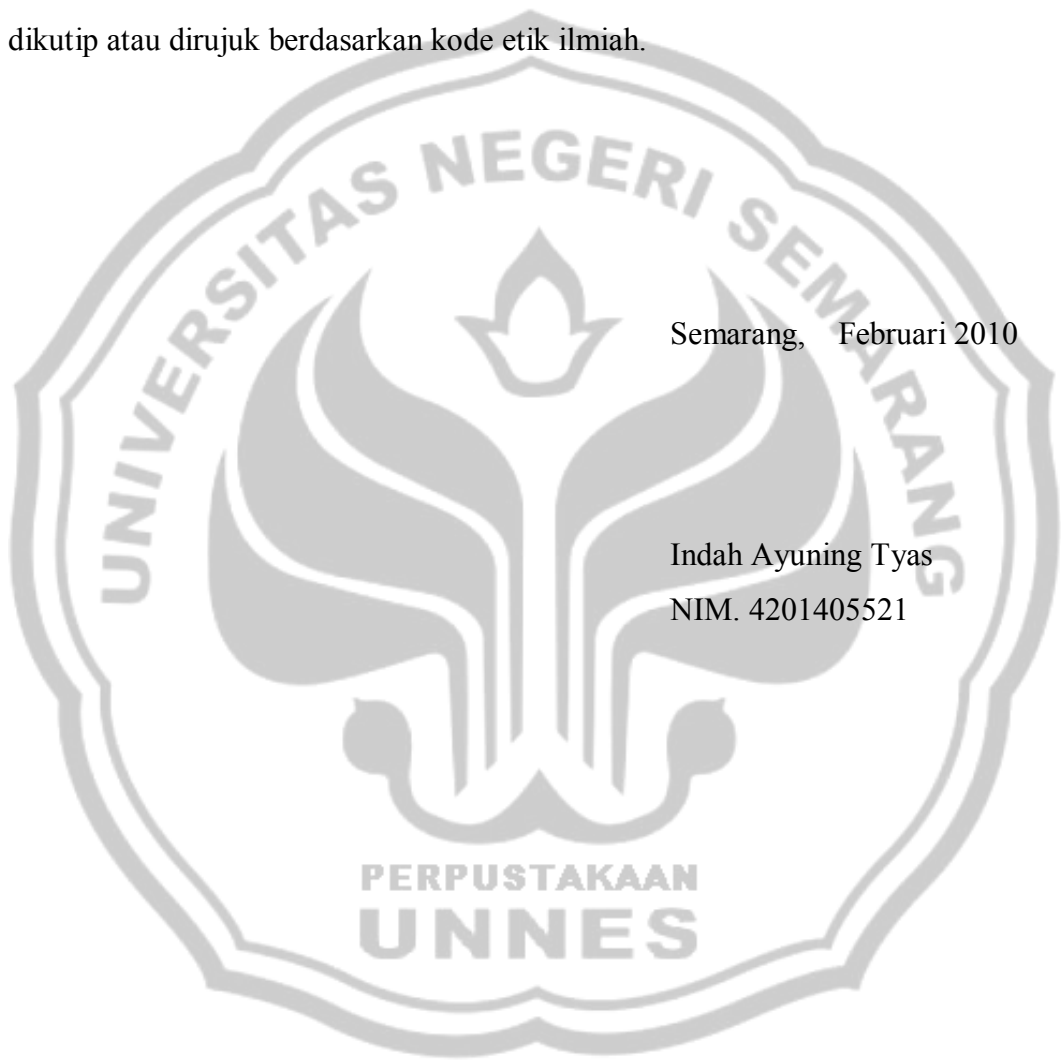 dikutip atau dirujuk berdasarkan kode etik ilmiah.
UNIVERSITAS NEGERI SEMARANG
Semarang, Februari 2010
Indah Ayuning Tyas
NIM. 4201405521
PERPUSTAKAAN
UNNES